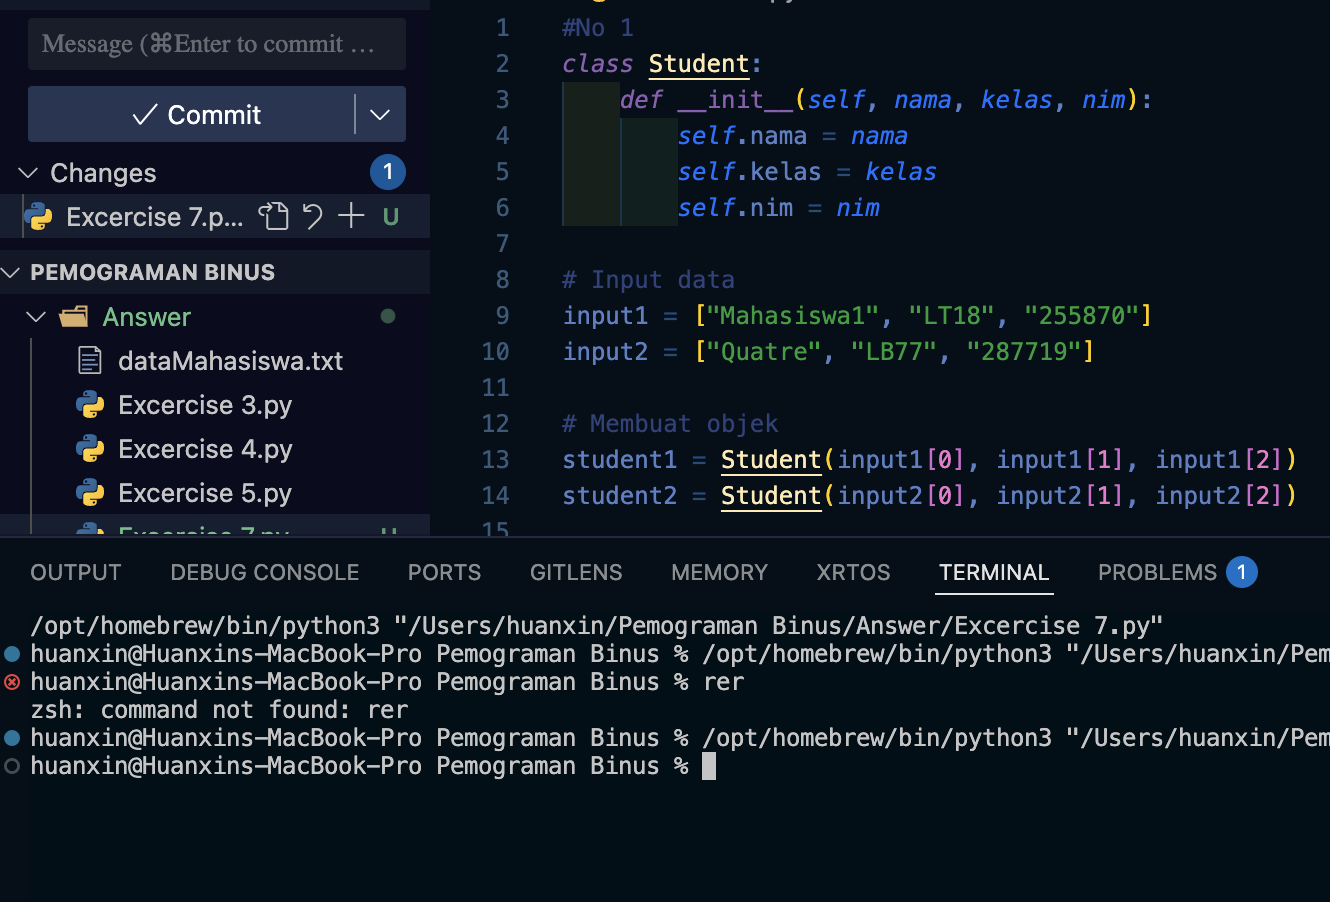 Message (⌘Enter to commit …
Commit
Changes 1
Excercise 7.p... U
PEMOGRAMAN BINUS
Answer
dataMahasiswa.txt
Excercise 3.py
Excercise 4.py
Excercise 5.py
Excercise 7.py U
1 #No 1
2 class Student:
3     def __init__(self, nama, kelas, nim):
4         self.nama = nama
5         self.kelas = kelas
6         self.nim = nim
7
8 # Input data
9 input1 = ["Mahasiswa1", "LT18", "255870"]
10 input2 = ["Quatre", "LB77", "287719"]
11
12 # Membuat objek
13 student1 = Student(input1[0], input1[1], input1[2])
14 student2 = Student(input2[0], input2[1], input2[2])
15
OUTPUT DEBUG CONSOLE PORTS GITLENS MEMORY XRTOS TERMINAL PROBLEMS 1
/opt/homebrew/bin/python3 "/Users/huanxin/Pemograman Binus/Answer/Excercise 7.py"
huanxin@Huanxins-MacBook-Pro Pemograman Binus % /opt/homebrew/bin/python3 "/Users/huanxin/Pem
huanxin@Huanxins-MacBook-Pro Pemograman Binus % rer
zsh: command not found: rer
huanxin@Huanxins-MacBook-Pro Pemograman Binus % /opt/homebrew/bin/python3 "/Users/huanxin/Pem
huanxin@Huanxins-MacBook-Pro Pemograman Binus %